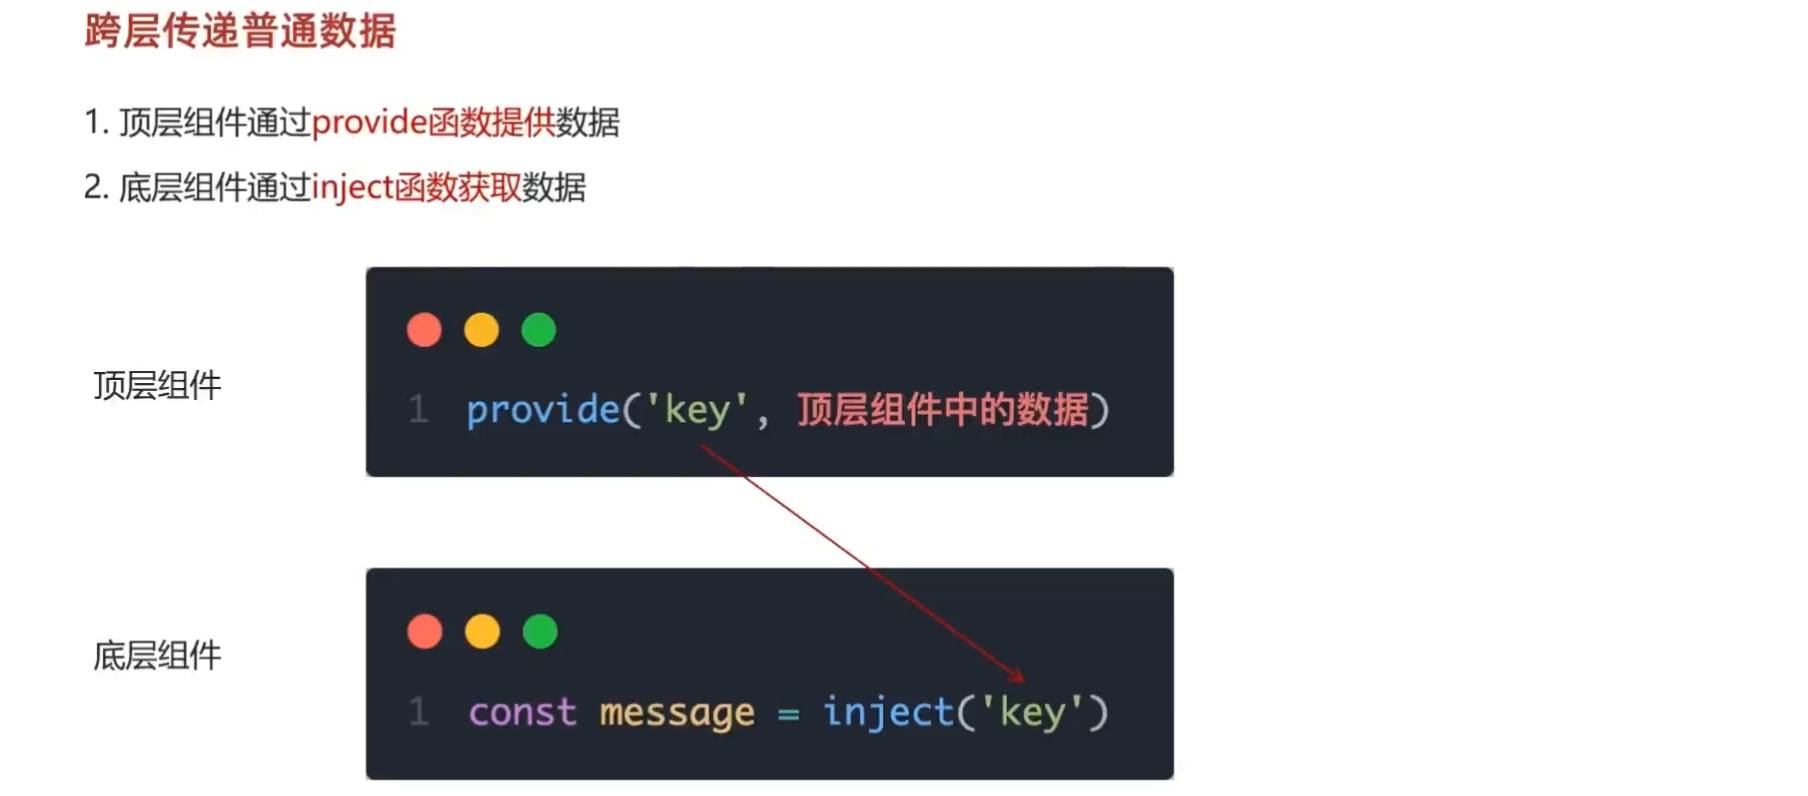 跨层传递普通数据
1. 顶层组件通过provide函数提供数据
2. 底层组件通过inject函数获取数据
顶层组件
1 provide('key', 顶层组件中的数据)
底层组件
1 const message = inject('key')